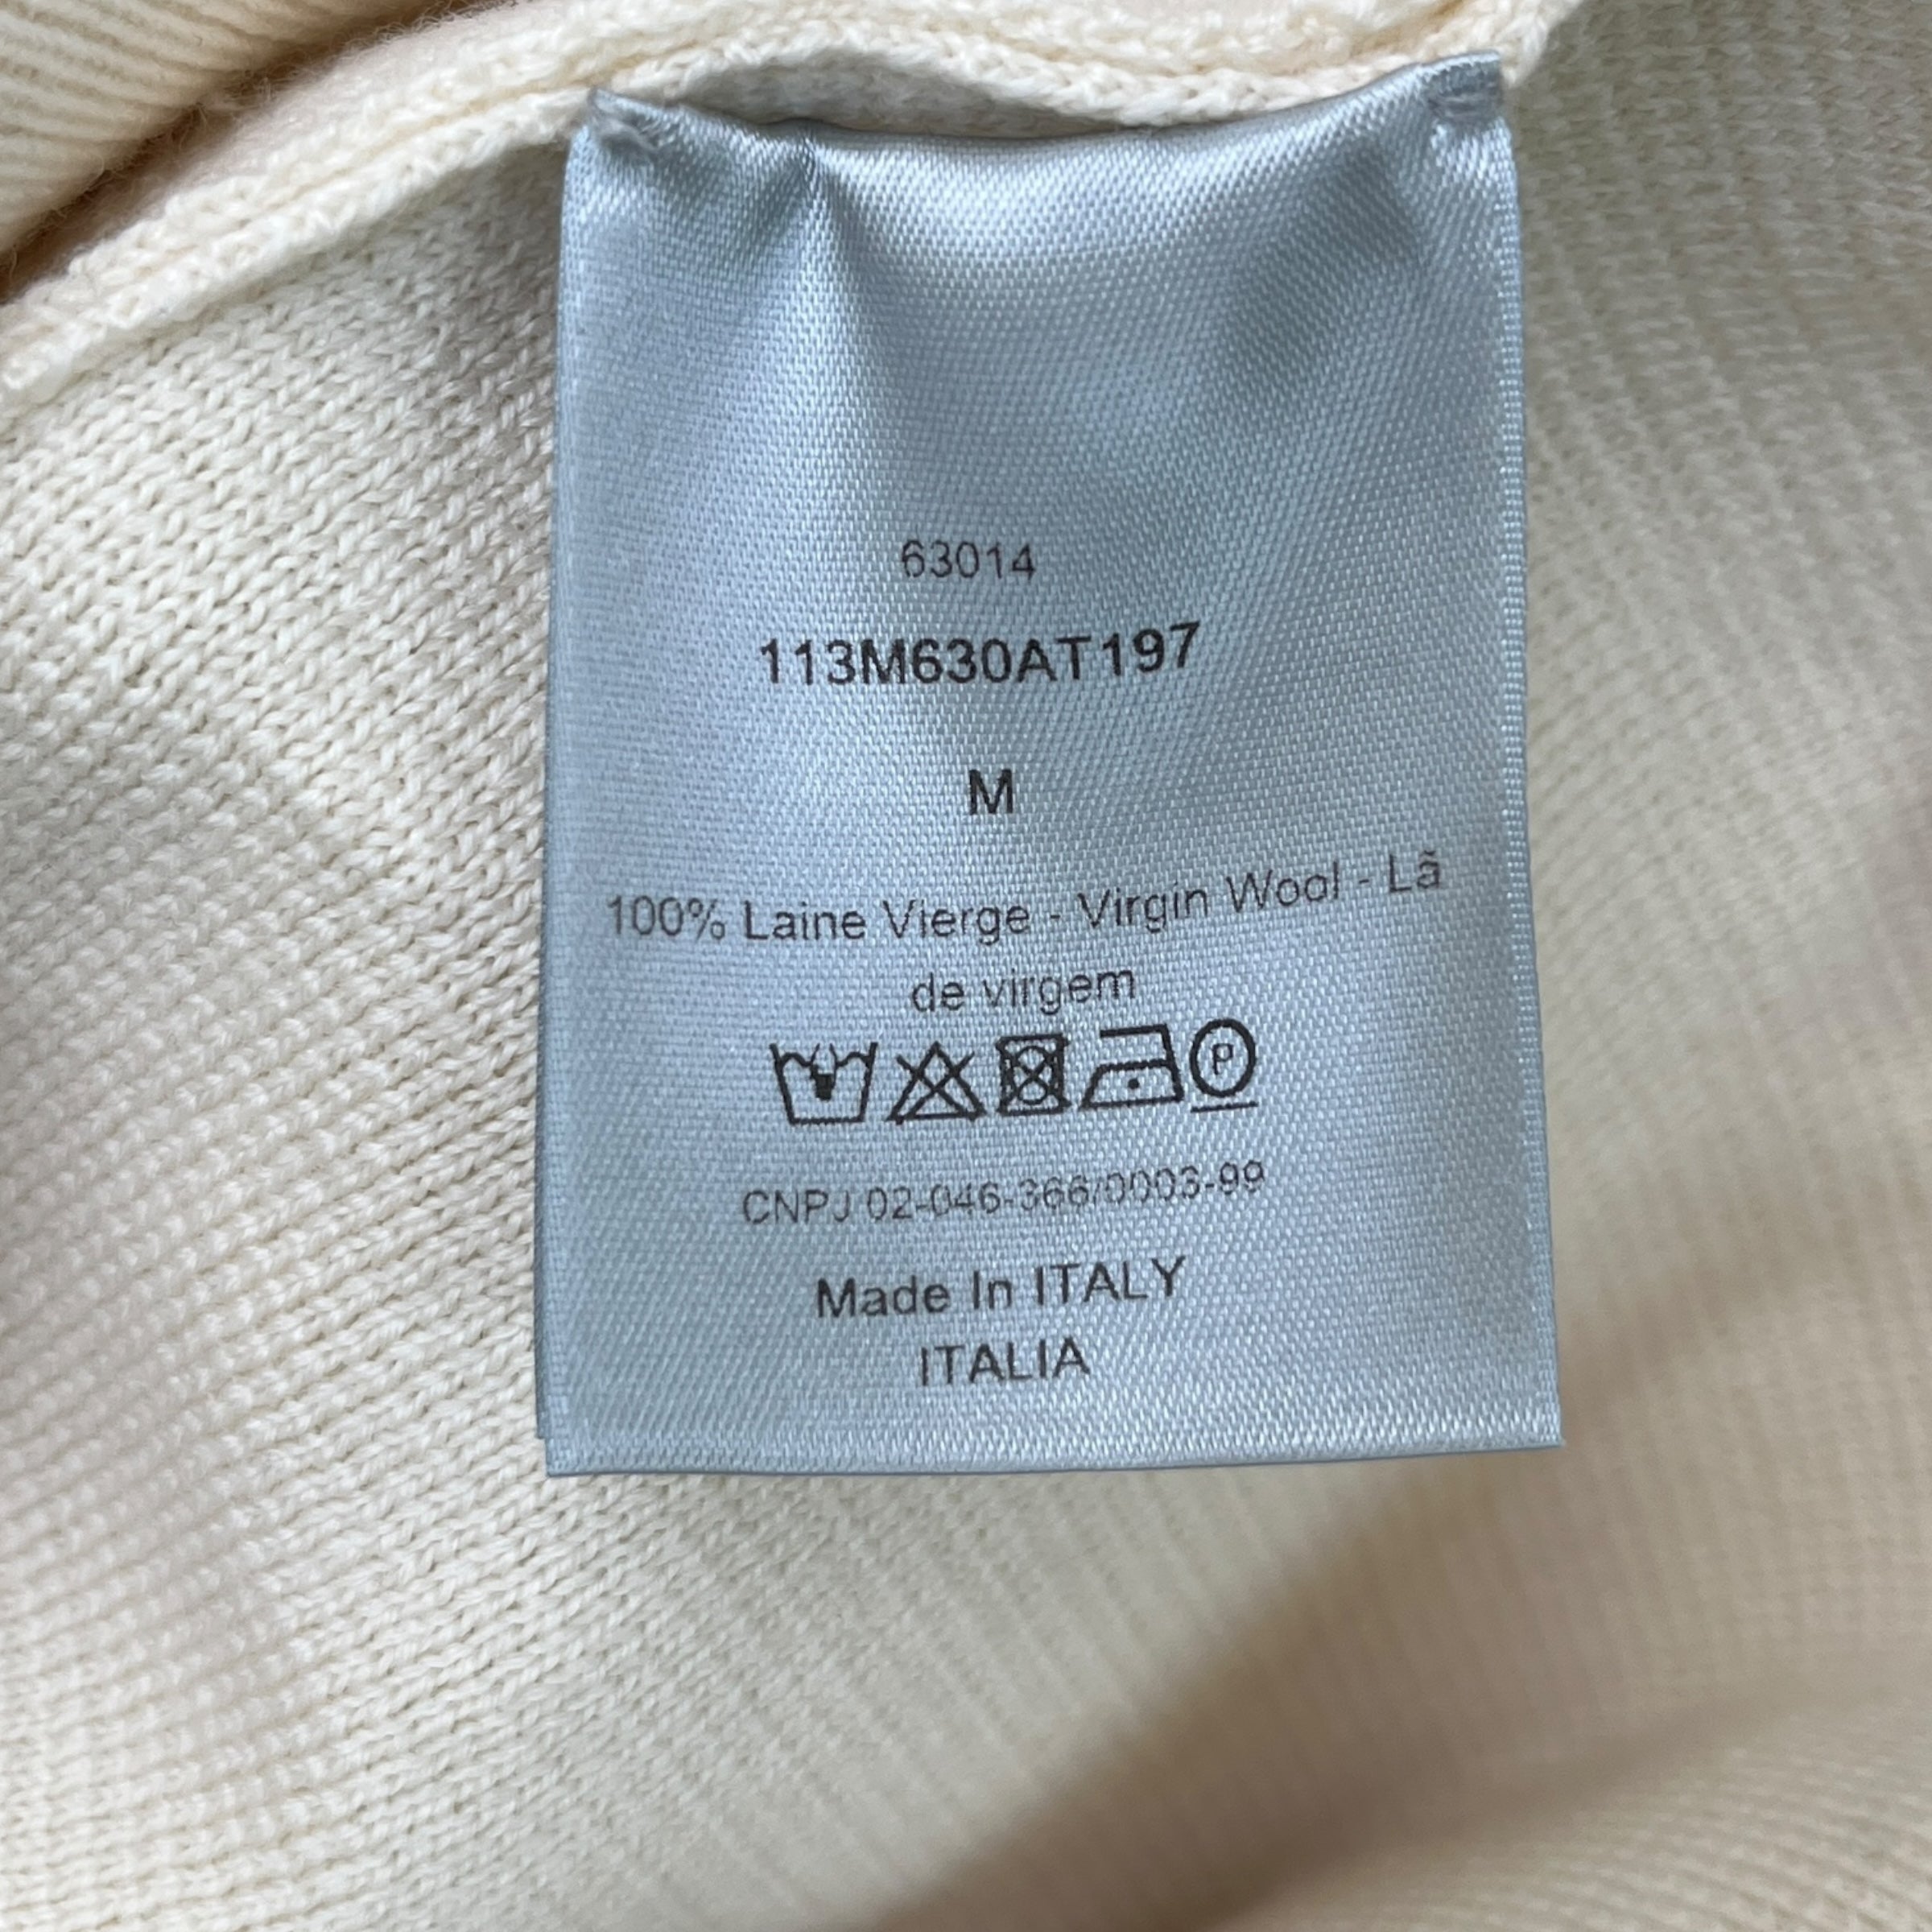 63014
113M630AT197
M
100% Laine Vierge - Virgin Wool - Lã
de virgem
P
CNPJ 02-046-366/0003-99
Made In ITALY
ITALIA